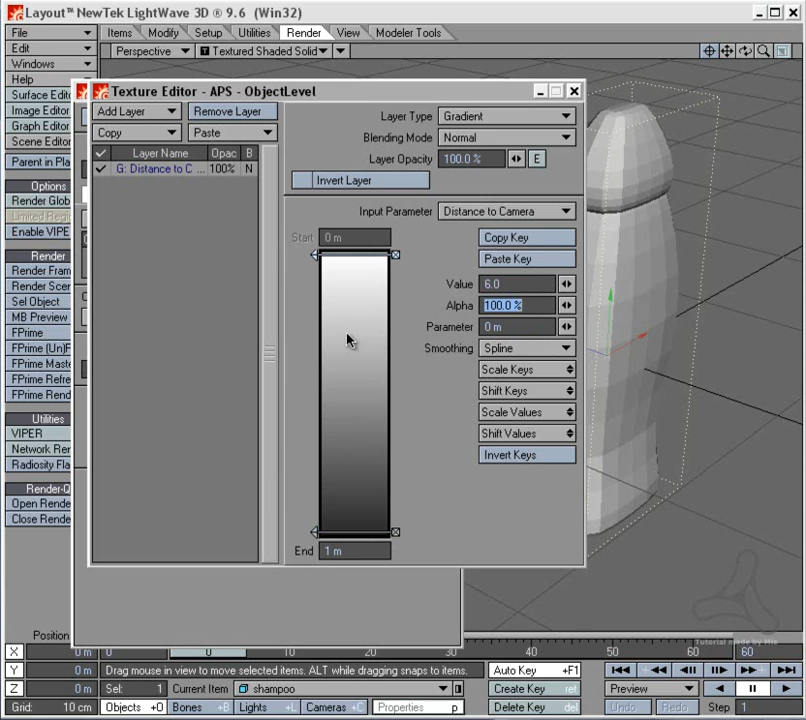 Layout™ NewTek LightWave 3D ® 9.6 (Win32)
File
Edit
Windows
Help
Surface Edito
Image Editor
Graph Editor
Scene Editor
Parent in Pla
Options
Render Glob
Limited Regi
Enable VIPE
Render
Render Fram
Render Scer
Sel Object
MB Preview
FPrime
FPrime (Un)F
FPrime Maste
FPrime Refre
FPrime Rend
Utilities
VIPER
Network Rer
Radiosity Fla
Render-Q
Open Rende
Close Rende
Items Modify Setup Utilities Render View Modeler Tools
Perspective Textured Shaded Solid
Texture Editor - APS - ObjectLevel
Add Layer Remove Layer
Copy Paste
Layer Name Opac B
G: Distance to C ... 100% N
Layer Type Gradient
Blending Mode Normal
Layer Opacity 100.0 % E
Invert Layer
Input Parameter Distance to Camera
Start 0 m
Copy Key
Paste Key
Value 6.0
Alpha 100.0 %
Parameter 0 m
Smoothing Spline
Scale Keys
Shift Keys
Scale Values
Shift Values
Invert Keys
End 1 m
Position
0 0 10 20 30 40 50 60 60
X 0 m
Y 0 m Drag mouse in view to move selected items. ALT while dragging snaps to items. Auto Key +F1
Z 0 m Sel: 1 Current Item shampoo Create Key ret Preview
Grid: 10 cm Objects +O Bones +B Lights +L Cameras +C Properties p Delete Key del Undo Redo Step 1